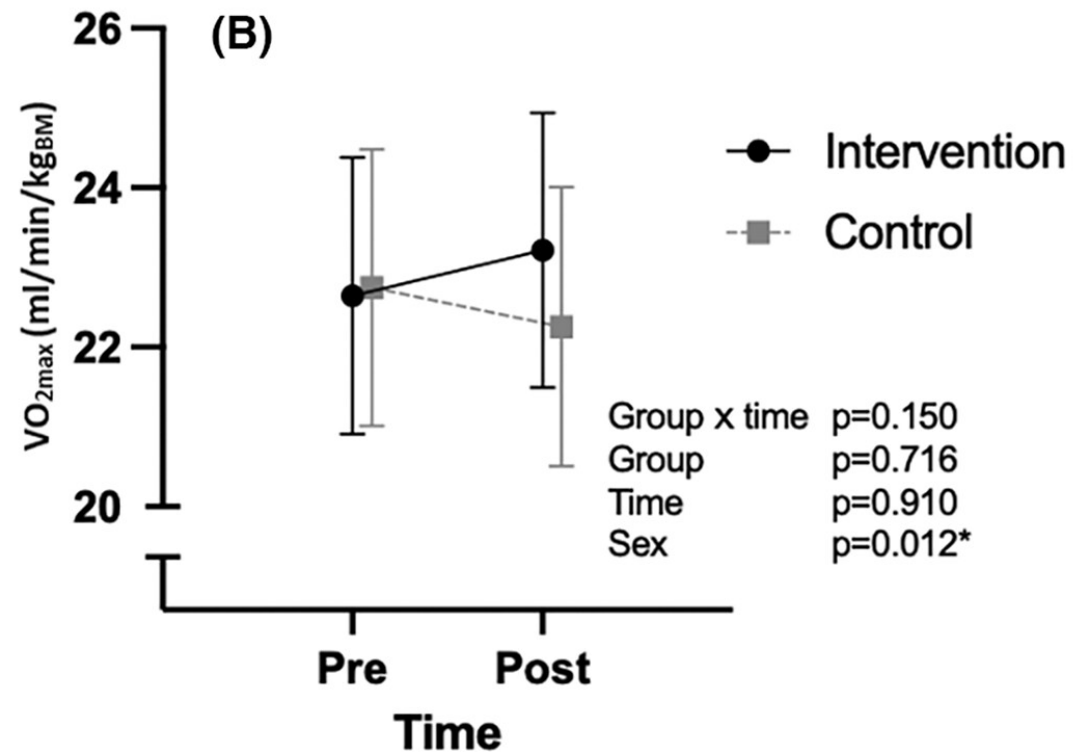 (B)
26
24
22
20
VO2max (ml/min/kgBM)
Intervention
Control
Group x time p=0.150
Group p=0.716
Time p=0.910
Sex p=0.012*
Pre Post
Time